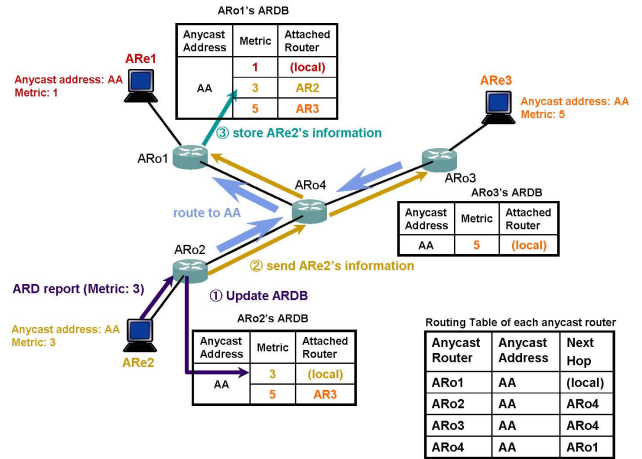 ARo1's ARDB
Anycast Address Metric Attached Router
AA 1 (local)
3 AR2
5 AR3
ARe1
Anycast address: AA
Metric: 1
ARe3
Anycast address: AA
Metric: 5
③ store ARe2's information
ARo1
ARo4
ARo3
route to AA
ARo3's ARDB
Anycast Address Metric Attached Router
AA 5 (local)
ARo2
② send ARe2's information
ARD report (Metric: 3)
① Update ARDB
Anycast address: AA
Metric: 3
ARe2
ARo2's ARDB
Anycast Address Metric Attached Router
AA 3 (local)
5 AR3
Routing Table of each anycast router
Anycast Router Anycast Address Next Hop
ARo1 AA (local)
ARo2 AA ARo4
ARo3 AA ARo4
ARo4 AA ARo1